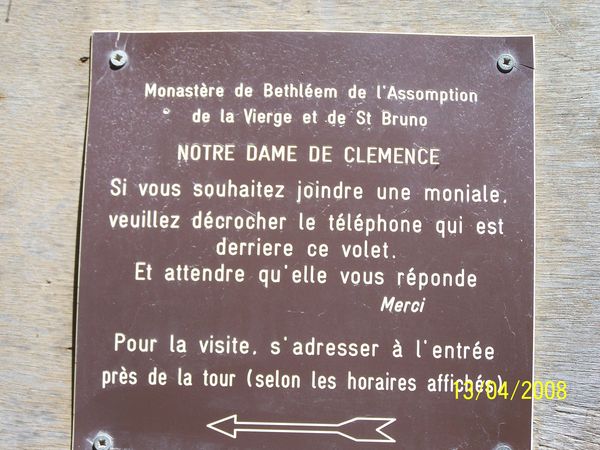 Monastère de Bethléem de l'Assomption
de la Vierge et de St Bruno
NOTRE DAME DE CLEMENCE
Si vous souhaitez joindre une moniale,
veuillez décrocher le téléphone qui est
derriere ce volet.
Et attendre qu'elle vous réponde
Merci
Pour la visite, s'adresser à l'entrée
près de la tour (selon les horaires affichés)
13/04/2008